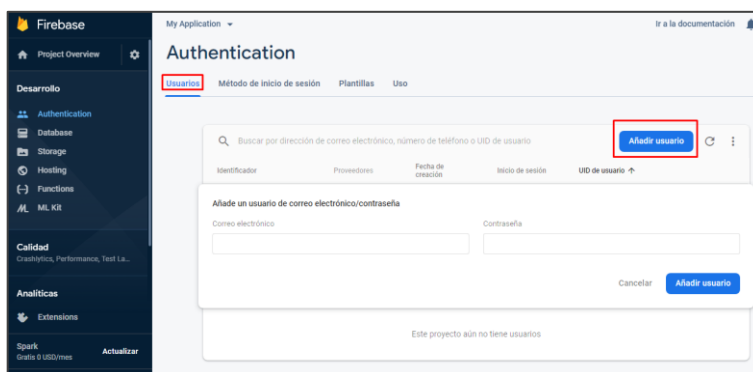 Firebase
Project Overview
Desarrollo
Authentication
Database
Storage
Hosting
Functions
ML Kit
Calidad
Crashlytics, Performance, Test La...
Analíticas
Extensions
Spark
Gratis 0 USD/mes
Actualizar
My Application
Ir a la documentación
Authentication
Usuarios Método de inicio de sesión Plantillas Uso
Buscar por dirección de correo electrónico, número de teléfono o UID de usuario
Añadir usuario
Identificador Proveedores Fecha de creación Inicio de sesión UID de usuario
Añade un usuario de correo electrónico/contraseña
Correo electrónico Contraseña
Cancelar Añadir usuario
Este proyecto aún no tiene usuarios